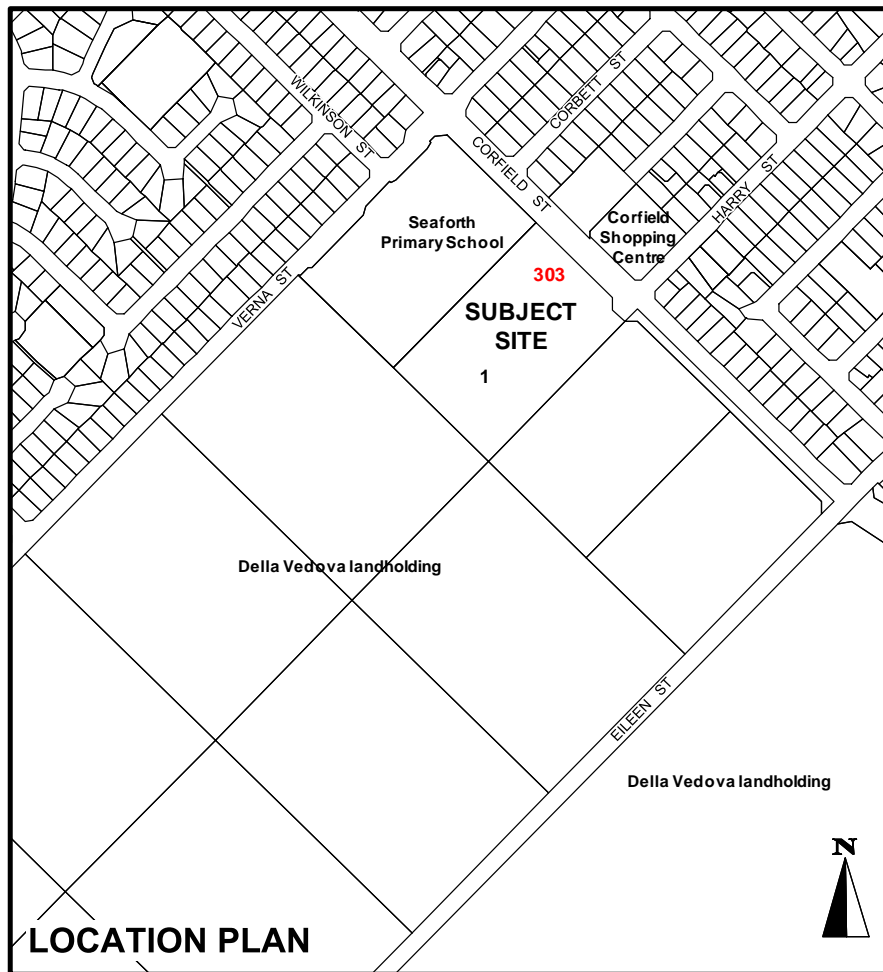 WILKINSON ST
CORBETT ST
CORFIELD ST
HARRY ST
Seaforth
Primary School
Corfield
Shopping
Centre
303
SUBJECT
SITE
1
VERNA ST
Della Vedova landholding
EILEEN ST
Della Vedova landholding
N
LOCATION PLAN